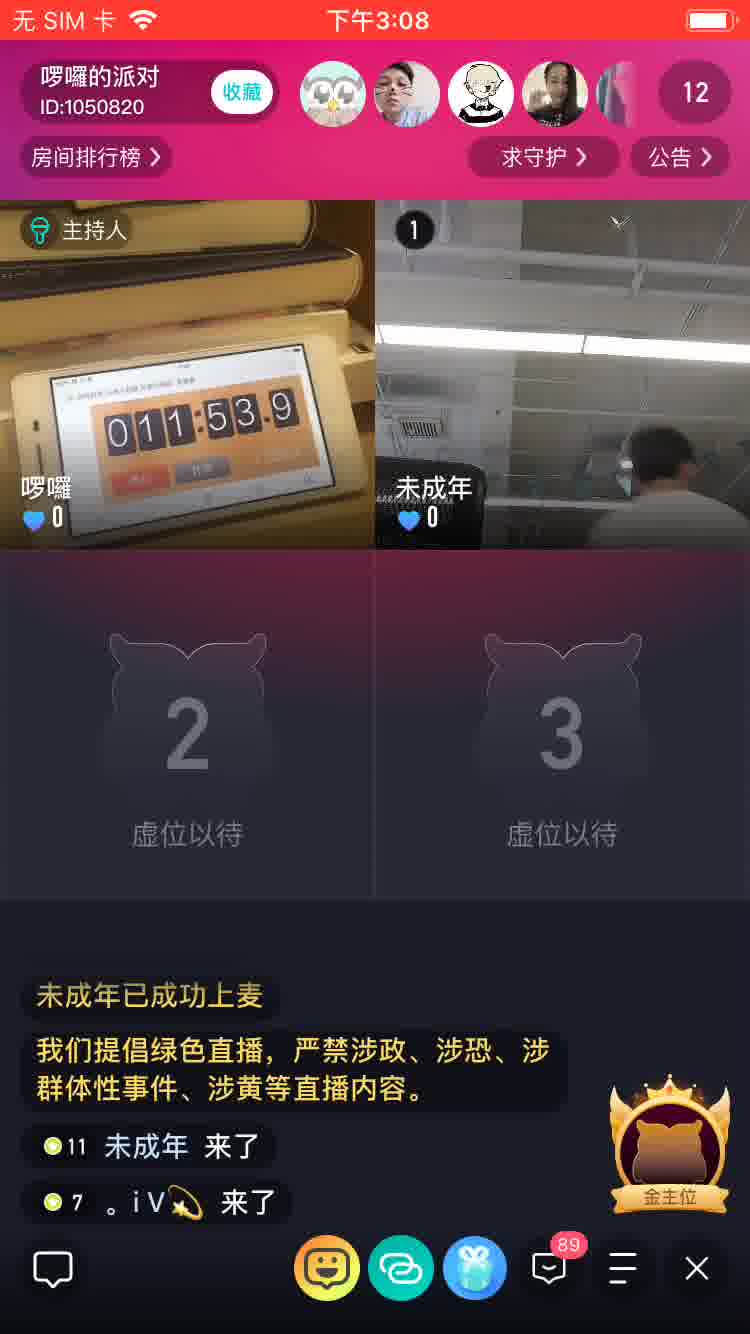 无 SIM 卡
下午3:08
啰囉的派对
ID:1050820
收藏
12
房间排行榜
求守护
公告
主持人
1
011:53.9
啰囉
0
未成年
0
2
3
虚位以待
虚位以待
未成年已成功上麦
我们提倡绿色直播，严禁涉政、涉恐、涉
群体性事件、涉黄等直播内容。
11 未成年 来了
7 。i V💫 来了
金主位
89